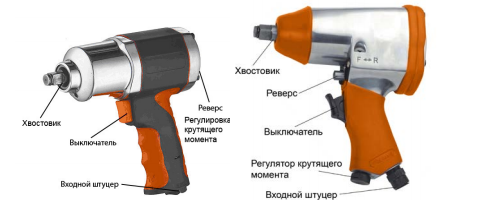 Хвостовик
Реверс
Регулировка
крутящего
момента
Выключатель
Входной штуцер
F ↔ R
Хвостовик
Реверс
Выключатель
Регулятор крутящего
момента
Входной штуцер